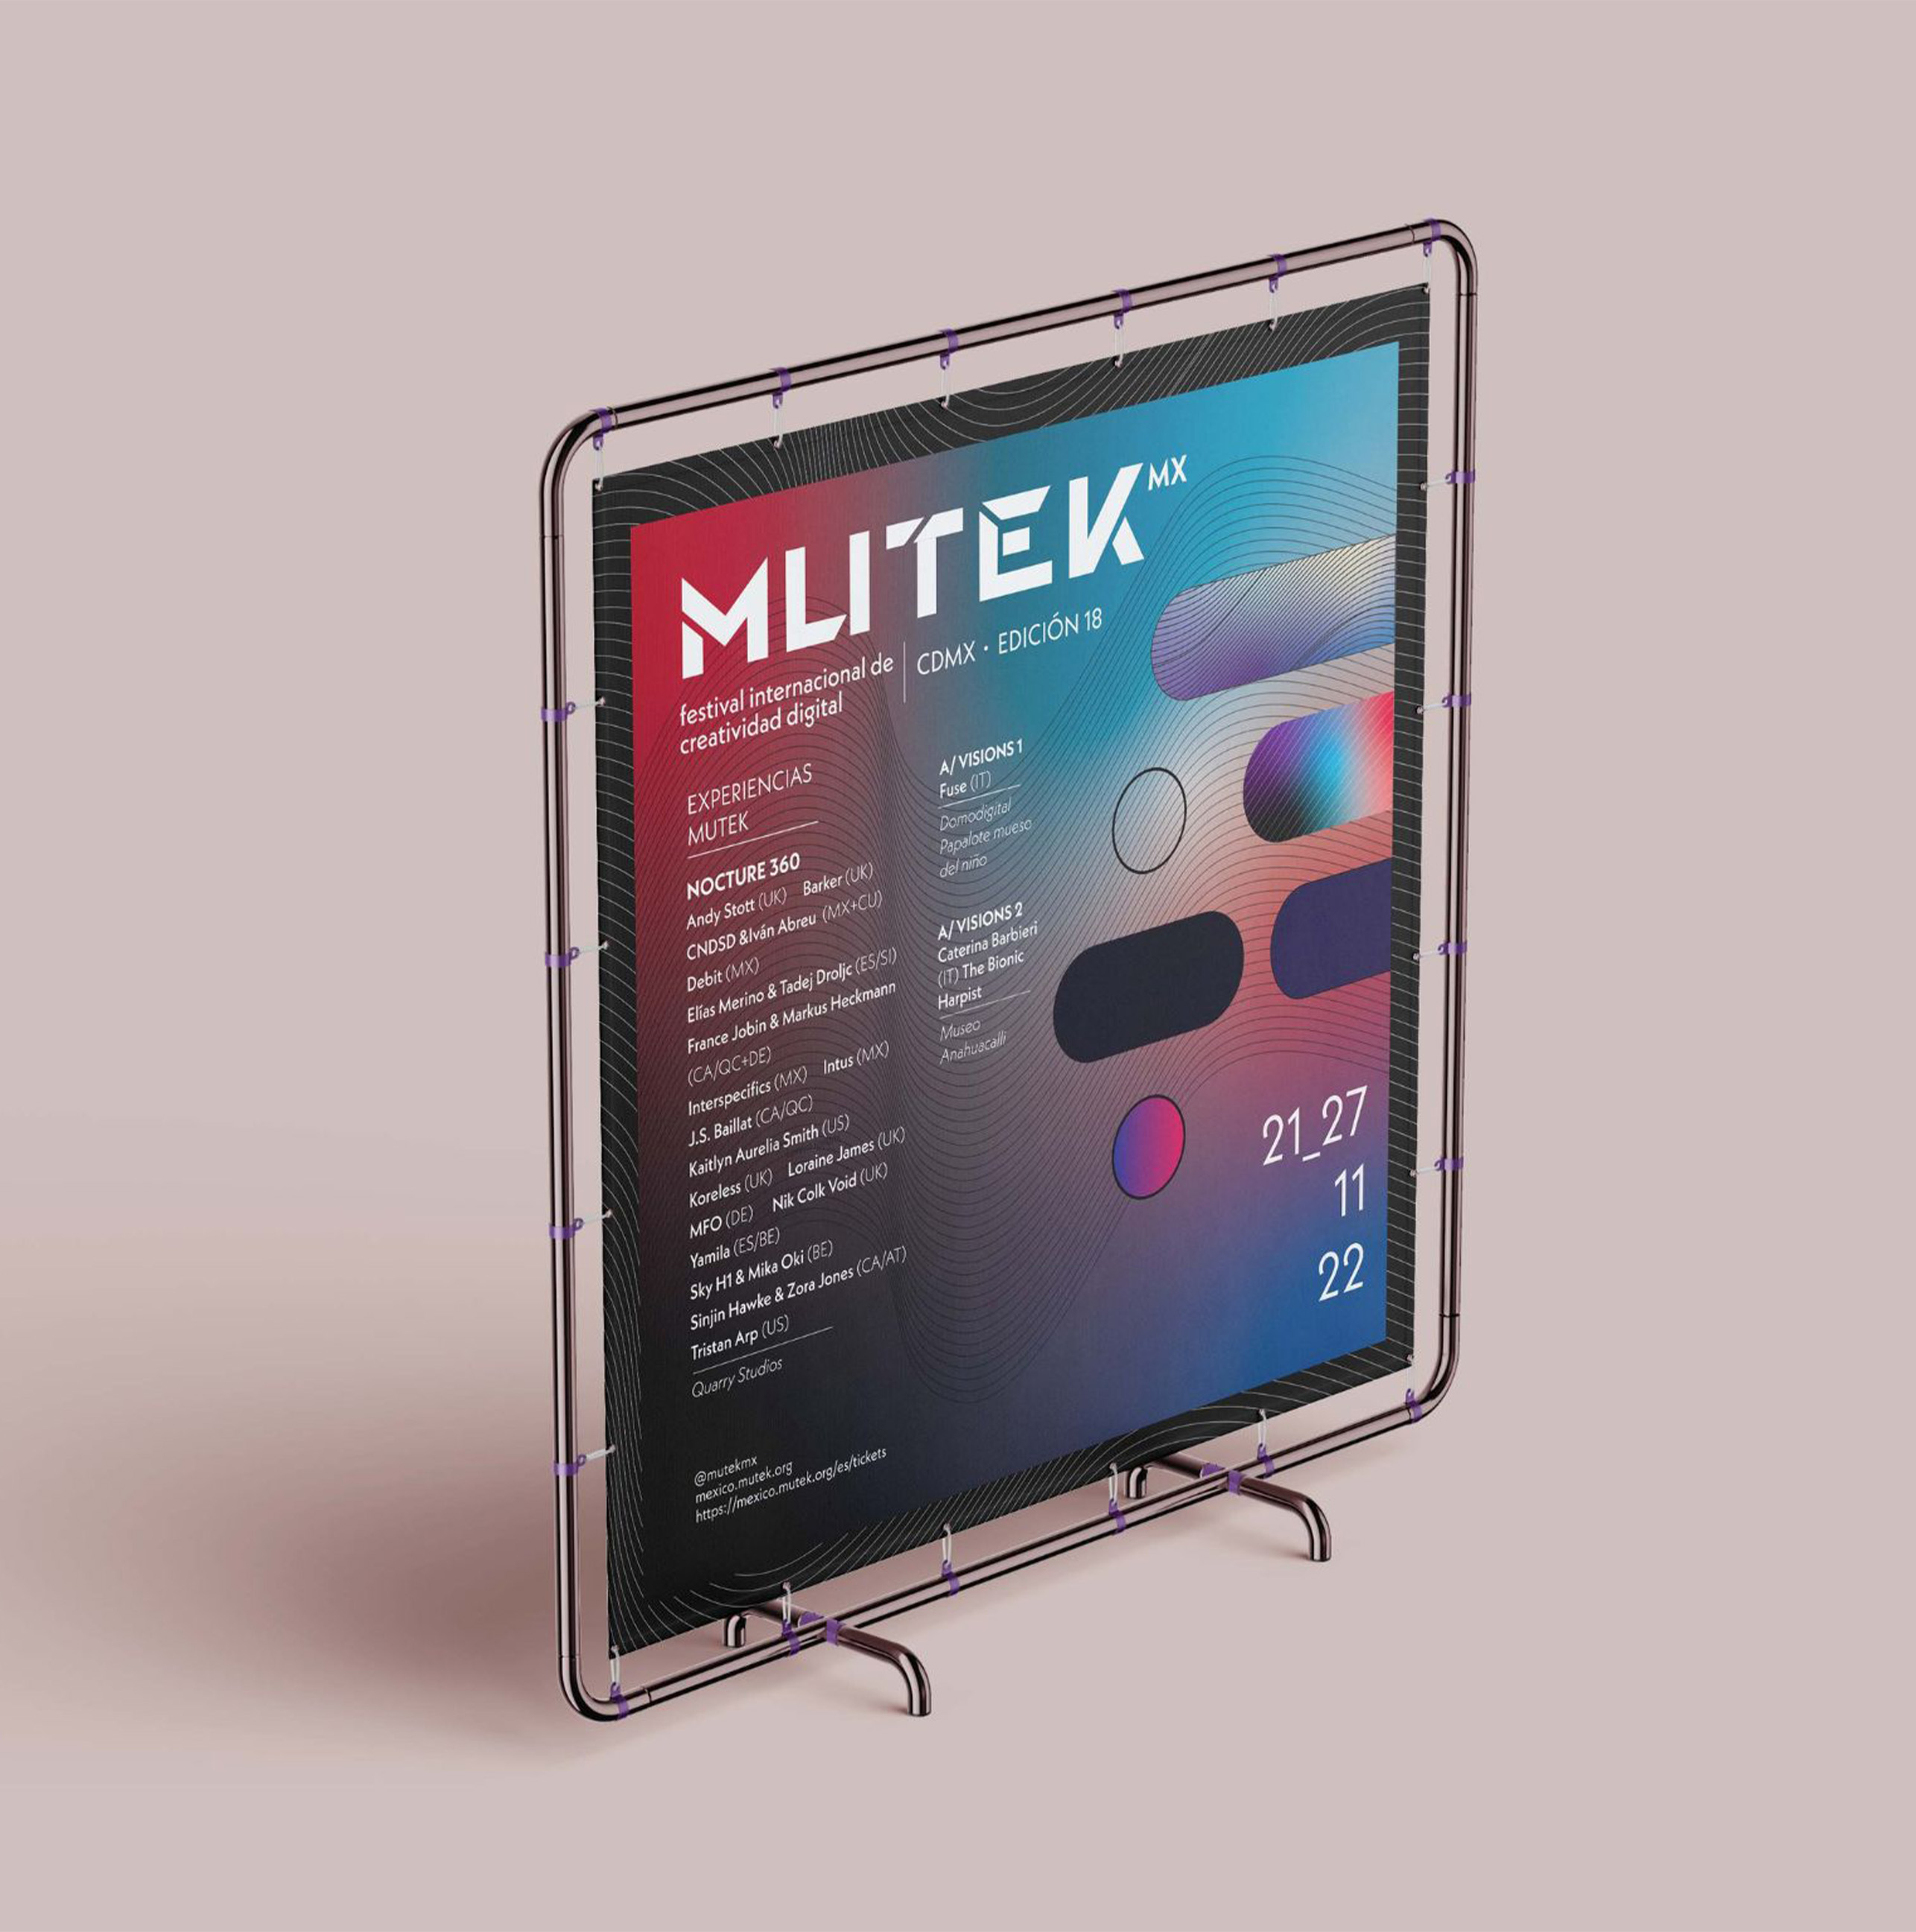 MUTEK MX
festival internacional de
creatividad digital
CDMX • EDICIÓN 18
EXPERIENCIAS
MUTEK
NOCTURE 360
Andy Stott (UK) Barker (UK)
CNDSD &Iván Abreu (MX+CU)
Debit (MX)
Elías Merino & Tadej Droljc (ES/SI)
France Jobin & Markus Heckmann
(CA/QC+DE)
Interspecifics (MX) Intus (MX)
J.S. Baillat (CA/QC)
Kaitlyn Aurelia Smith (US)
Koreless (UK) Loraine James (UK)
MFO (DE) Nik Colk Void (UK)
Yamila (ES/BE)
Sky H1 & Mika Oki (BE)
Sinjin Hawke & Zora Jones (CA/AT)
Tristan Arp (US)
Quarry Studios
A/ VISIONS 1
Fuse (IT)
Domodigital
Papalote mueso
del niño
A/ VISIONS 2
Caterina Barbieri
(IT) The Bionic
Harpist
Museo
Anahuacalli
21_27
11
22
@mutekmx
mexico.mutek.org
https://mexico.mutek.org/es/tickets